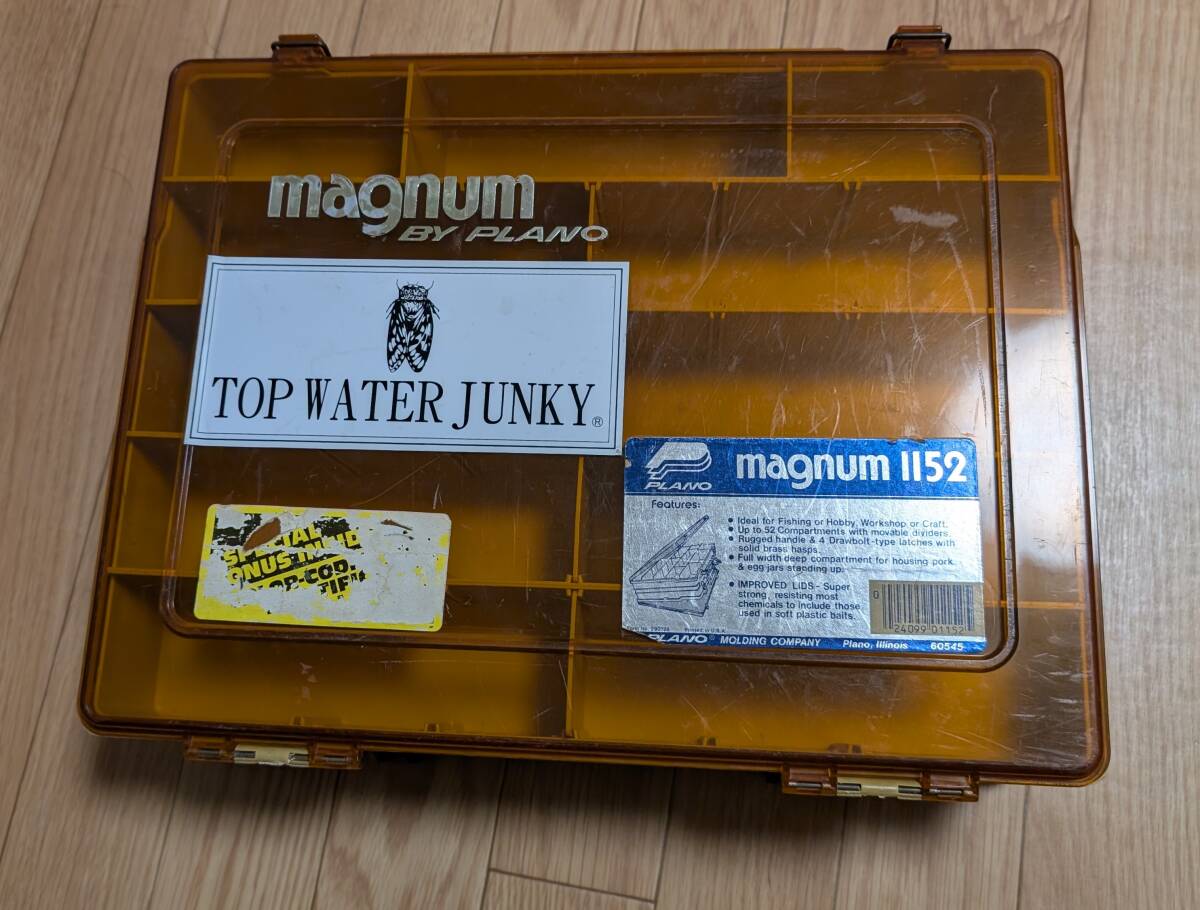 magnum
BY PLANO
TOP WATER JUNKY®
PLANO
magnum 1152
Features:
• Ideal for Fishing or Hobby, Workshop or Craft.
• Up to 52 Compartments with movable dividers.
• Rugged handle & 4 Drawbolt-type latches with
solid brass hasps.
• Full width deep compartment for housing pork
& egg jars standing up.
• IMPROVED LIDS - Super
strong, resisting most
chemicals to include those
used in soft plastic baits.
0
24099 01152
Printed in U.S.A.
PLANO® MOLDING COMPANY Plano, Illinois 60545